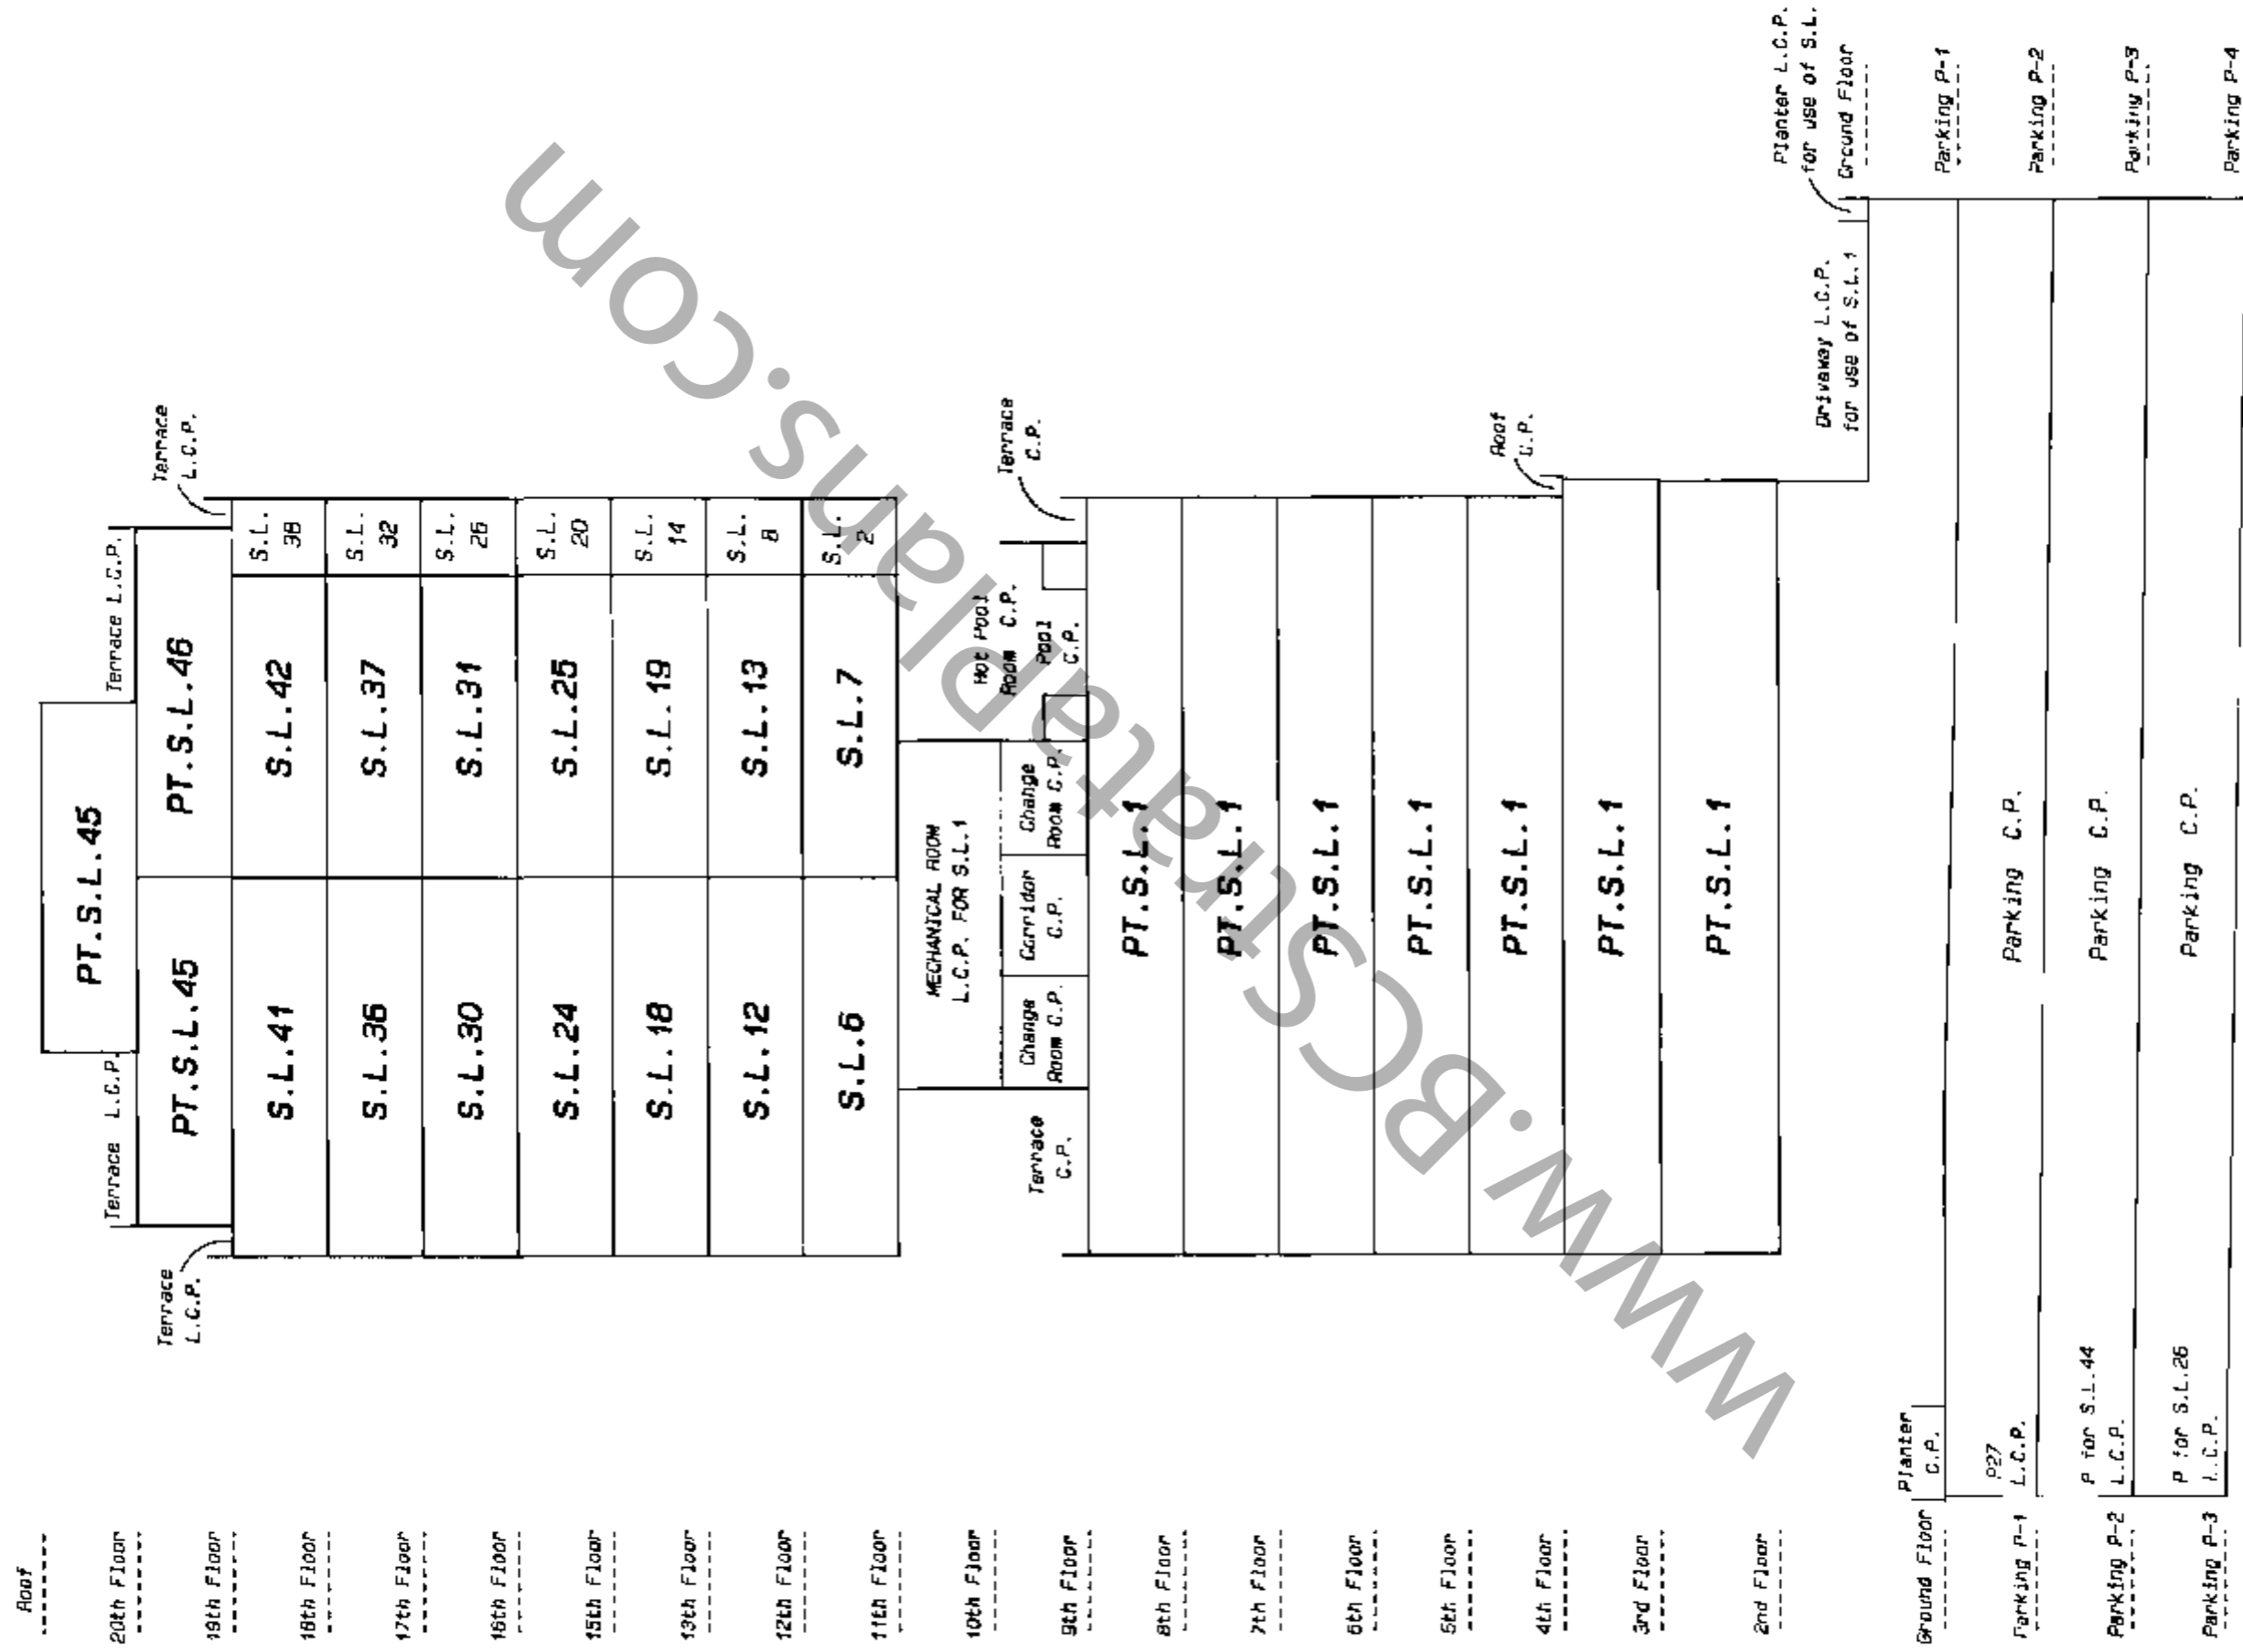 Roof
PT.S.L.45
20th Floor
Terrace L.C.P.
Terrace L.C.P.
PT.S.L.45
PT.S.L.46
19th Floor
Terrace
L.C.P.
Terrace
L.C.P.
S.L.41
S.L.42
S.L.
38
18th Floor
S.L.36
S.L.37
S.L.
32
17th Floor
S.L.30
S.L.31
S.L.
26
16th Floor
S.L.24
S.L.25
S.L.
20
15th Floor
S.L.18
S.L.19
S.L.
14
13th Floor
S.L.12
S.L.13
S.L.
8
12th Floor
S.L.6
S.L.7
S.L.
2
11th Floor
MECHANICAL ROOM
L.C.P. FOR S.L.1
10th Floor
Terrace
C.P.
Change
Room C.P.
Corridor
C.P.
Change
Room C.P.
Hot Pool
Room C.P.
Pool
C.P.
Terrace
C.P.
9th Floor
PT.S.L.1
8th Floor
PT.S.L.1
7th Floor
PT.S.L.1
6th Floor
PT.S.L.1
5th Floor
PT.S.L.1
4th Floor
Roof
C.P.
PT.S.L.1
3rd Floor
PT.S.L.1
2nd Floor
Driveway L.C.P.
for use of S.L.1
Planter L.C.P.
for use of S.L.
Ground Floor
Planter
C.P.
Ground Floor
Parking P-1
P27
L.C.P.
Parking C.P.
Parking P-1
Parking P-2
P for S.L.44
L.C.P.
Parking C.P.
Parking P-2
Parking P-3
P for S.L.26
L.C.P.
Parking C.P.
Parking P-3
Parking P-4
www.BCStrataPlans.com